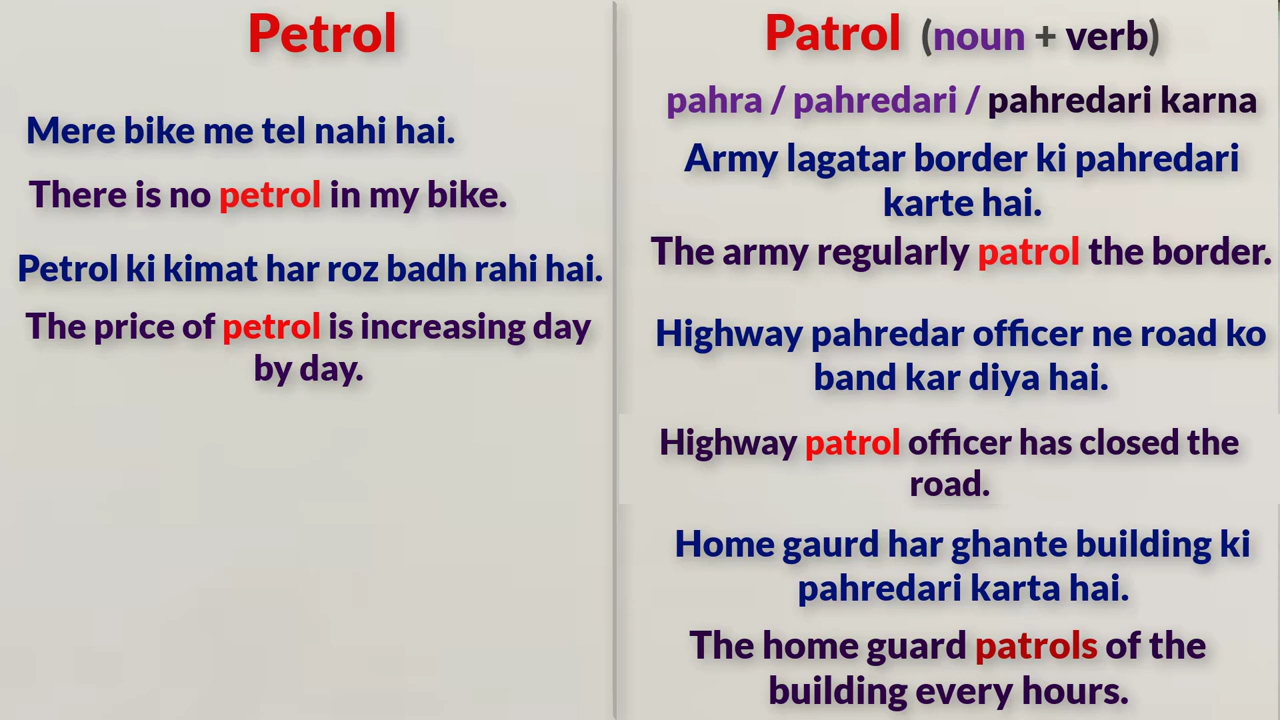 Petrol
Mere bike me tel nahi hai.
There is no petrol in my bike.
Petrol ki kimat har roz badh rahi hai.
The price of petrol is increasing day
by day.
Patrol (noun + verb)
pahra / pahredari / pahredari karna
Army lagatar border ki pahredari
karte hai.
The army regularly patrol the border.
Highway pahredar officer ne road ko
band kar diya hai.
Highway patrol officer has closed the
road.
Home gaurd har ghante building ki
pahredari karta hai.
The home guard patrols of the
building every hours.